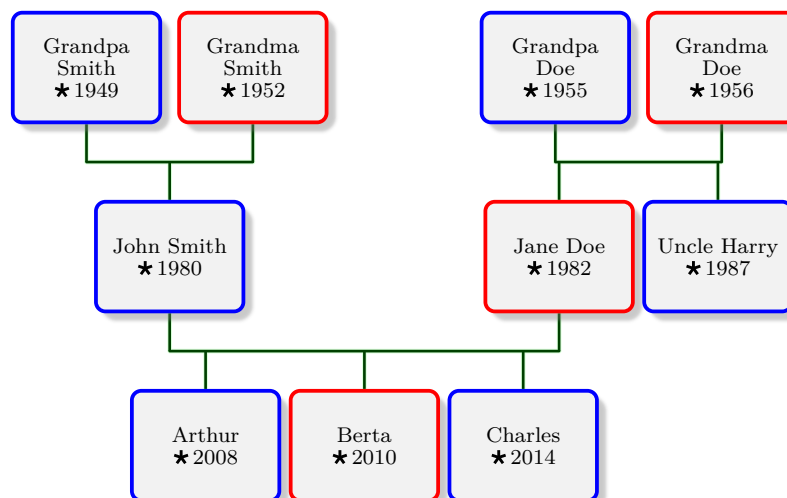 Grandpa
Smith
★ 1949
Grandma
Smith
★ 1952
Grandpa
Doe
★ 1955
Grandma
Doe
★ 1956
John Smith
★ 1980
Jane Doe
★ 1982
Uncle Harry
★ 1987
Arthur
★ 2008
Berta
★ 2010
Charles
★ 2014